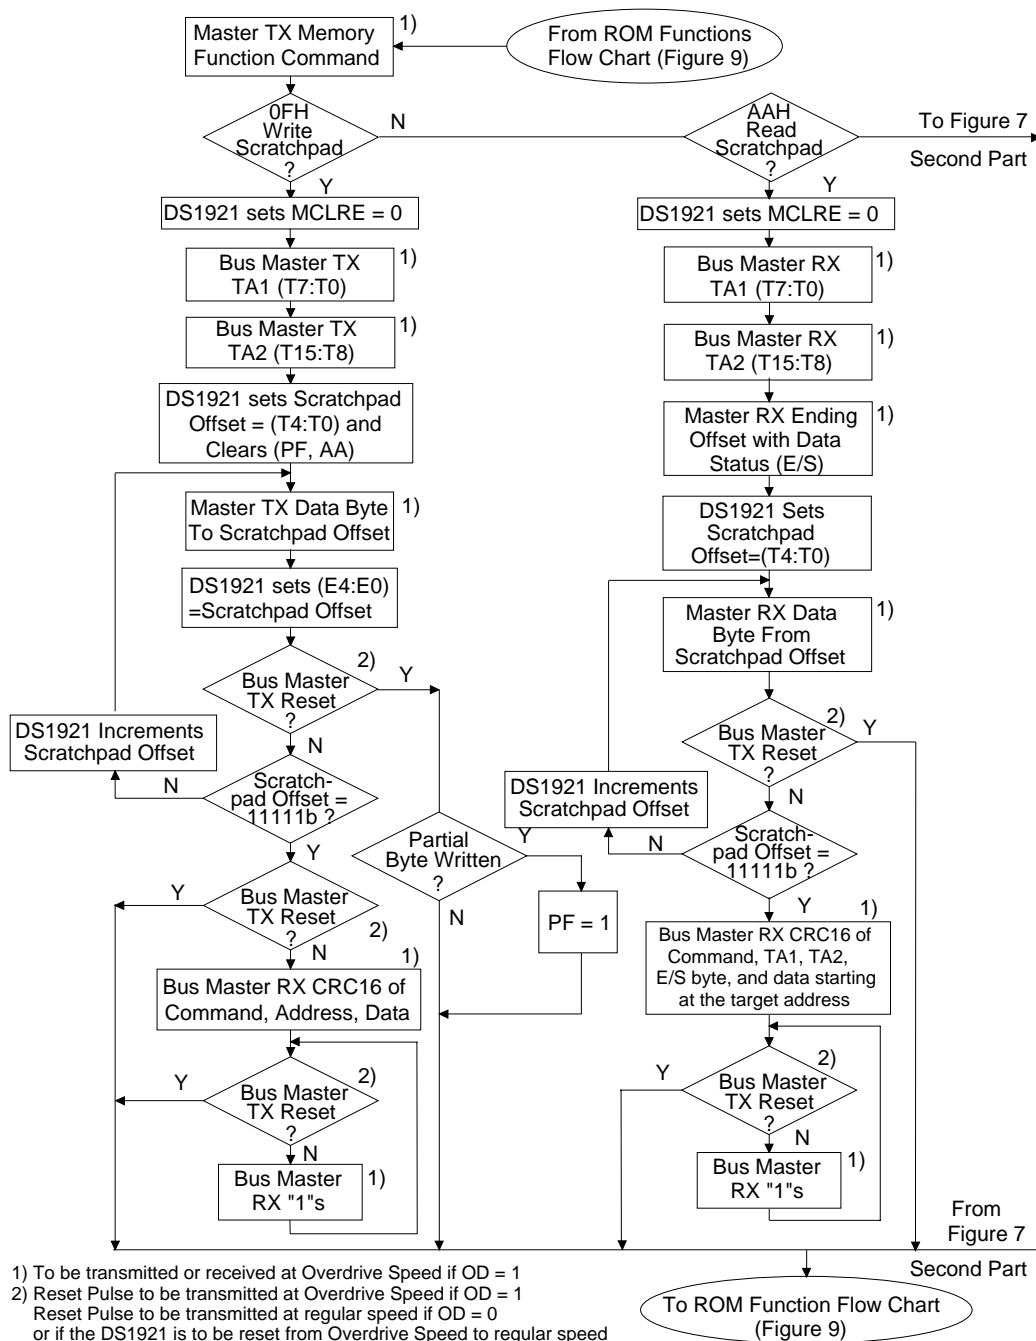 Master TX Memory
Function Command
1)
From ROM Functions
Flow Chart (Figure 9)
0FH
Write
Scratchpad
?
N
Y
AAH
Read
Scratchpad
?
Y
To Figure 7
Second Part
DS1921 sets MCLRE = 0
Bus Master TX
TA1 (T7:T0)
1)
Bus Master TX
TA2 (T15:T8)
1)
DS1921 sets Scratchpad
Offset = (T4:T0) and
Clears (PF, AA)
Master TX Data Byte
To Scratchpad Offset
1)
DS1921 sets (E4:E0)
=Scratchpad Offset
Bus Master
TX Reset
?
2)
Y
N
DS1921 Increments
Scratchpad Offset
N
Scratch-
pad Offset =
11111b ?
Y
Partial
Byte Written
?
Y
N
PF = 1
Bus Master
TX Reset
?
2)
Y
N
Bus Master RX CRC16 of
Command, Address, Data
1)
Bus Master
TX Reset
?
2)
Y
N
Bus Master
RX "1"s
1)
DS1921 sets MCLRE = 0
Bus Master RX
TA1 (T7:T0)
1)
Bus Master RX
TA2 (T15:T8)
1)
Master RX Ending
Offset with Data
Status (E/S)
1)
DS1921 Sets
Scratchpad
Offset=(T4:T0)
Master RX Data
Byte From
Scratchpad Offset
1)
Bus Master
TX Reset
?
2)
Y
N
DS1921 Increments
Scratchpad Offset
N
Scratch-
pad Offset =
11111b ?
Y
Bus Master RX CRC16 of
Command, TA1, TA2,
E/S byte, and data starting
at the target address
1)
Bus Master
TX Reset
?
2)
Y
N
Bus Master
RX "1"s
1)
From
Figure 7
Second Part
To ROM Function Flow Chart
(Figure 9)
1) To be transmitted or received at Overdrive Speed if OD = 1
2) Reset Pulse to be transmitted at Overdrive Speed if OD = 1
Reset Pulse to be transmitted at regular speed if OD = 0
or if the DS1921 is to be reset from Overdrive Speed to regular speed